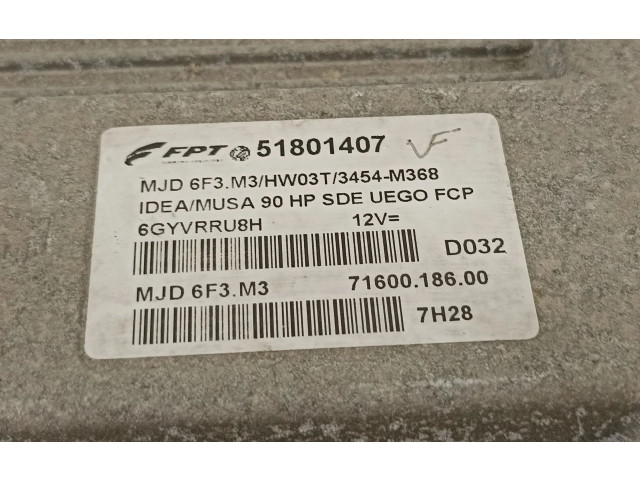 FPT 51801407 VF
MJD 6F3.M3/HW03T/3454-M368
IDEA/MUSA 90 HP SDE UEGO FCP
6GYVRRU8H 12V=
D032
MJD 6F3.M3 71600.186.00
7H28